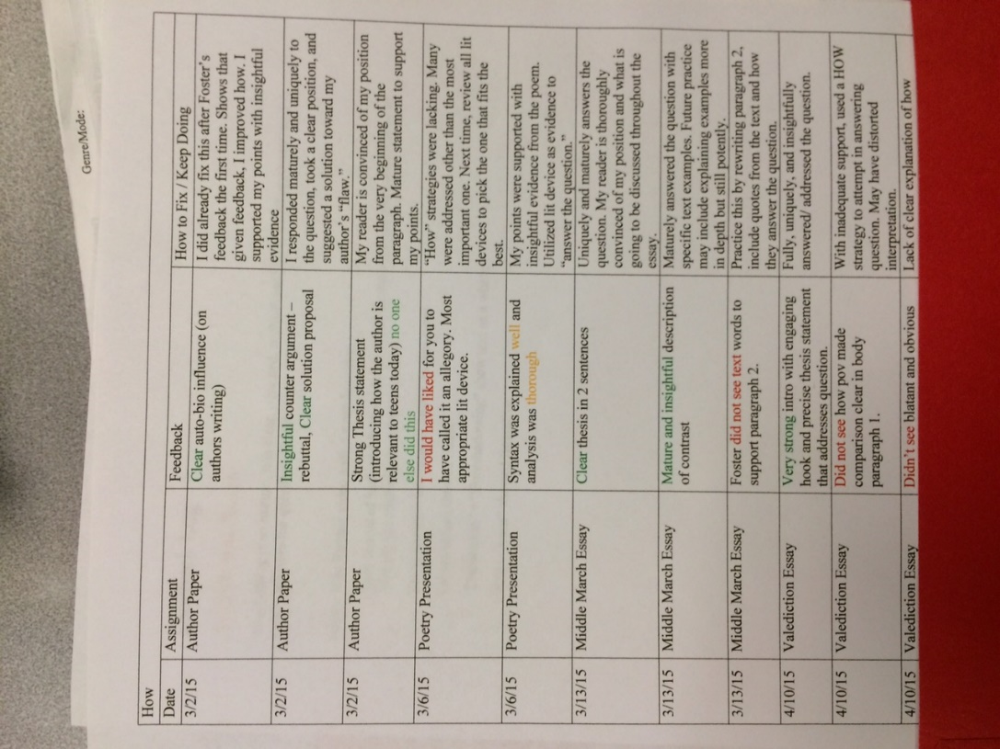 Genre/Mode:
How
Date Assignment Feedback How to Fix / Keep Doing
3/2/15 Author Paper Clear auto-bio influence (on
authors writing)
I did already fix this after Foster's
feedback the first time. Shows that
given feedback, I improved how. I
supported my points with insightful
evidence
3/2/15 Author Paper Insightful counter argument –
rebuttal, Clear solution proposal
I responded maturely and uniquely to
the question, took a clear position, and
suggested a solution toward my
author's "flaw."
3/2/15 Author Paper Strong Thesis statement
(introducing how the author is
relevant to teens today) no one
else did this
My reader is convinced of my position
from the very beginning of the
paragraph. Mature statement to support
my points.
3/6/15 Poetry Presentation I would have liked for you to
have called it an allegory. Most
appropriate lit device.
"How" strategies were lacking. Many
were addressed other than the most
important one. Next time, review all lit
devices to pick the one that fits the
best.
3/6/15 Poetry Presentation Syntax was explained well and
analysis was thorough
My points were supported with
insightful evidence from the poem.
Utilized lit device as evidence to
"answer the question."
3/13/15 Middle March Essay Clear thesis in 2 sentences
Uniquely and maturely answers the
question. My reader is thoroughly
convinced of my position and what is
going to be discussed throughout the
essay.
3/13/15 Middle March Essay Mature and insightful description
of contrast
Maturely answered the question with
specific text examples. Future practice
may include explaining examples more
in depth but still potently.
3/13/15 Middle March Essay Foster did not see text words to
support paragraph 2.
Practice this by rewriting paragraph 2,
include quotes from the text and how
they answer the question.
4/10/15 Valediction Essay Very strong intro with engaging
hook and precise thesis statement
that addresses question.
Fully, uniquely, and insightfully
answered/ addressed the question.
4/10/15 Valediction Essay Did not see how pov made
comparison clear in body
paragraph 1.
With inadequate support, used a HOW
strategy to attempt in answering
question. May have distorted
interpretation.
4/10/15 Valediction Essay Didn't see blatant and obvious
Lack of clear explanation of how